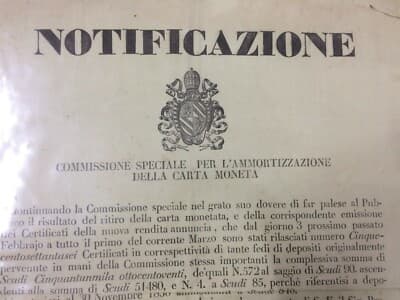 NOTIFICAZIONE
COMMISSIONE SPECIALE PER L'AMMORTIZZAZIONE
DELLA CARTA MONETA
ontinuando la Commissione speciale nel grato suo dovere di far palese al Pub-
ico il risultato del ritiro della carta monetata, e della corrispondente emissione
ei Certificati della nuova rendita annuncia, che dal giorno 3 prossimo passato
Febbrajo a tutto il primo del corrente Marzo sono stati rilasciati numero Cinque-
centosettantasei Certificati in correspettività di tante fedi di depositi originalmente
pervenute in mani della Commissione stessa importanti la complessiva somma di
Scudi Cinquantunmila ottocentoventi, de'quali N. 572 al saggio di Scudi 90. ascen-
denti alla somma di Scudi 51480, e N. 4. a Scudi 85, perchè riferentisi a depo-
Novembre